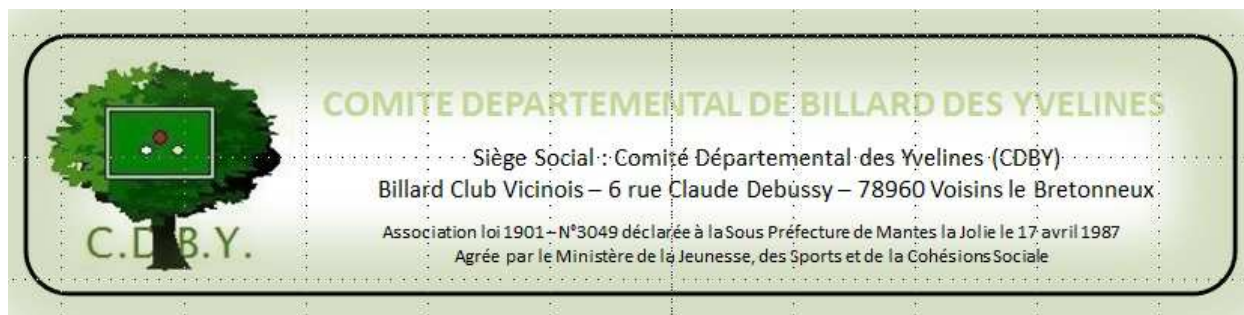 COMITE DEPARTEMENTAL DE BILLARD DES YVELINES
Siège Social : Comité Départemental des Yvelines (CDBY)
Billard Club Vicinois – 6 rue Claude Debussy – 78960 Voisins le Bretonneux
Association loi 1901 – N°3049 déclarée à la Sous Préfecture de Mantes la Jolie le 17 avril 1987
Agrée par le Ministère de la Jeunesse, des Sports et de la Cohésions Sociale
C.D.B.Y.